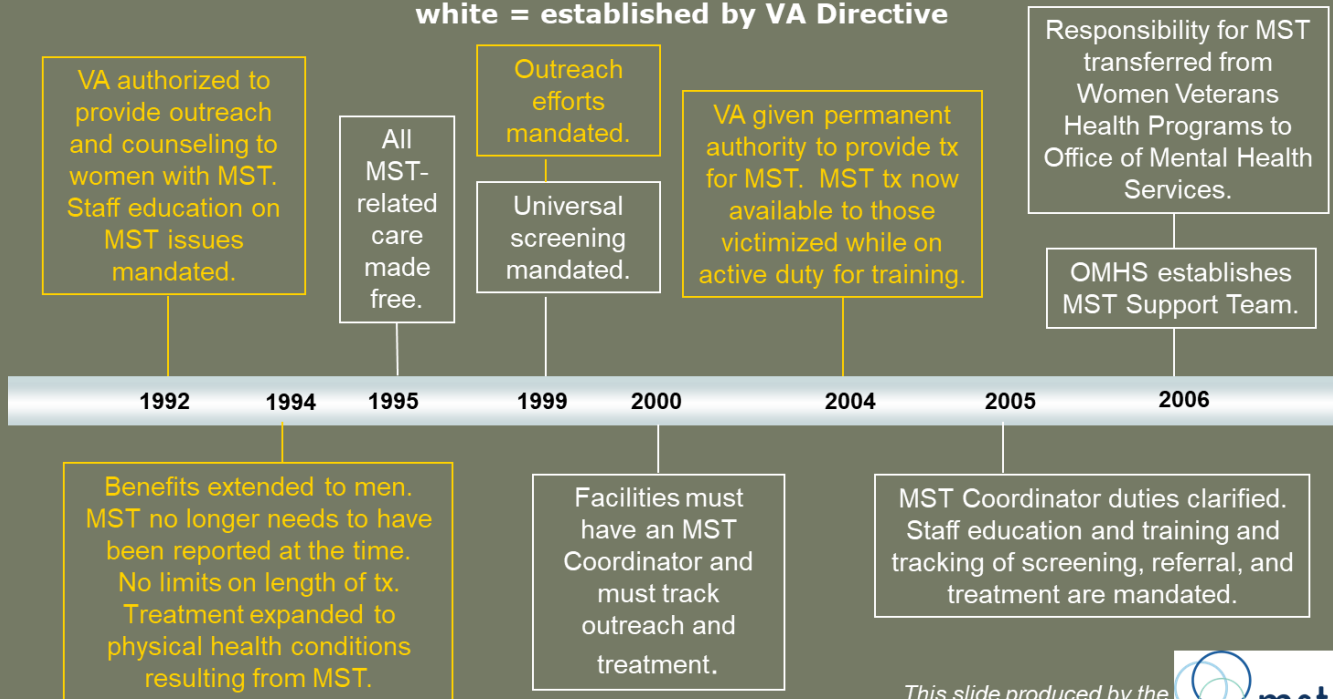 white = established by VA Directive
VA authorized to
provide outreach
and counseling to
women with MST.
Staff education on
MST issues
mandated.
All
MST-
related
care
made
free.
Outreach
efforts
mandated.
Universal
screening
mandated.
VA given permanent
authority to provide tx
for MST. MST tx now
available to those
victimized while on
active duty for training.
Responsibility for MST
transferred from
Women Veterans
Health Programs to
Office of Mental Health
Services.
OMHS establishes
MST Support Team.
1992 1994 1995 1999 2000 2004 2005 2006
Benefits extended to men.
MST no longer needs to have
been reported at the time.
No limits on length of tx.
Treatment expanded to
physical health conditions
resulting from MST.
Facilities must
have an MST
Coordinator and
must track
outreach and
treatment.
MST Coordinator duties clarified.
Staff education and training and
tracking of screening, referral, and
treatment are mandated.
This slide produced by the